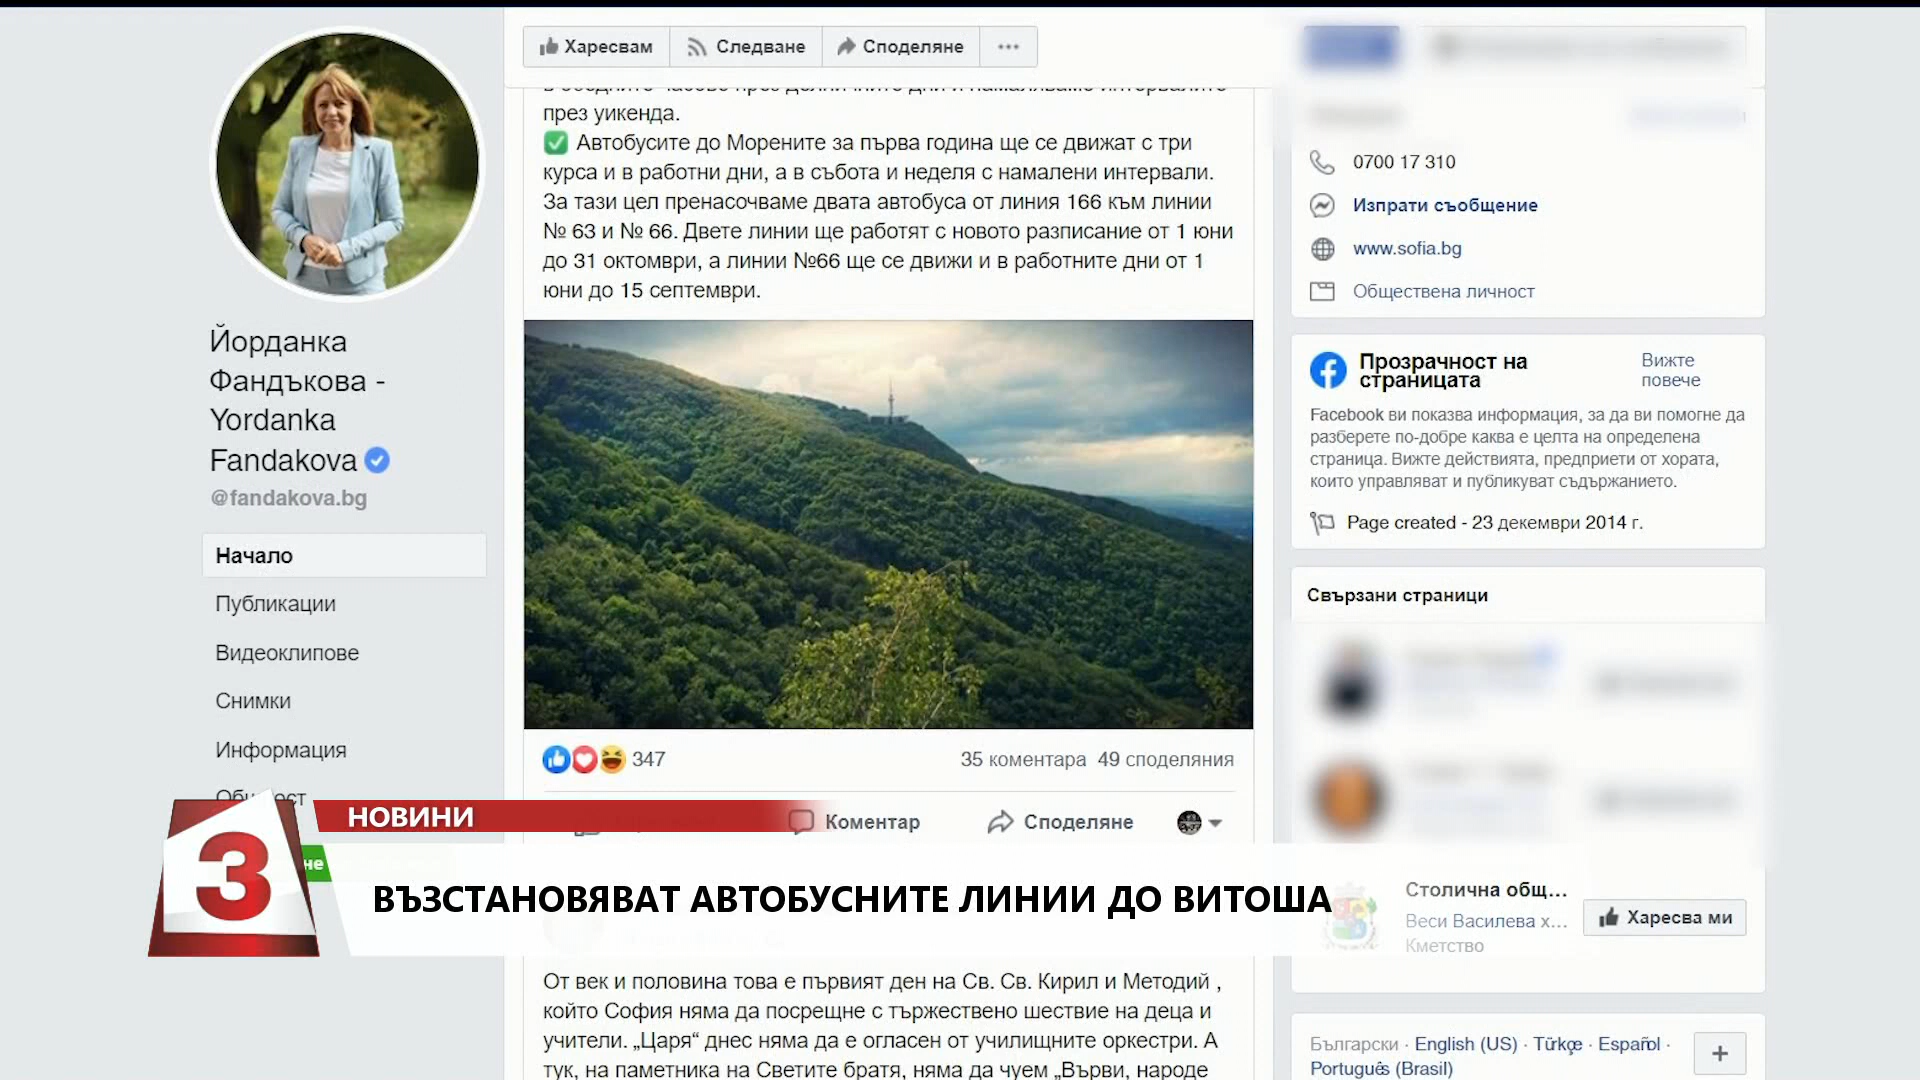 Йорданка
Фандъкова -
Yordanka
Fandakova
@fandakova.bg
Начало
Публикации
Видеоклипове
Снимки
Информация
Харесвам
Следване
Споделяне
през уикенда.
✅ Автобусите до Морените за първа година ще се движат с три
курса и в работни дни, а в събота и неделя с намалени интервали.
За тази цел пренасочваме двата автобуса от линия 166 към линии
№ 63 и № 66. Двете линии ще работят с новото разписание от 1 юни
до 31 октомври, а линии №66 ще се движи и в работните дни от 1
юни до 15 септември.
347
35 коментара 49 споделяния
Коментар
Споделяне
3
НОВИНИ
ВЪЗСТАНОВЯВАТ АВТОБУСНИТЕ ЛИНИИ ДО ВИТОША
От век и половина това е първият ден на Св. Св. Кирил и Методий ,
който София няма да посрещне с тържествено шествие на деца и
учители. „Царя“ днес няма да е огласен от училищните оркестри. А
тук, на паметника на Светите братя, няма да чуем „Върви, народе
0700 17 310
Изпрати съобщение
www.sofia.bg
Обществена личност
Прозрачност на
страницата
Вижте
повече
Facebook ви показва информация, за да ви помогне да
разберете по-добре каква е целта на определена
страница. Вижте действията, предприети от хората,
които управляват и публикуват съдържанието.
Page created - 23 декември 2014 г.
Свързани страници
Столична общ...
Веси Василева х...
Кметство
Харесва ми
Български · English (US) · Türkçe · Español ·
Português (Brasil)